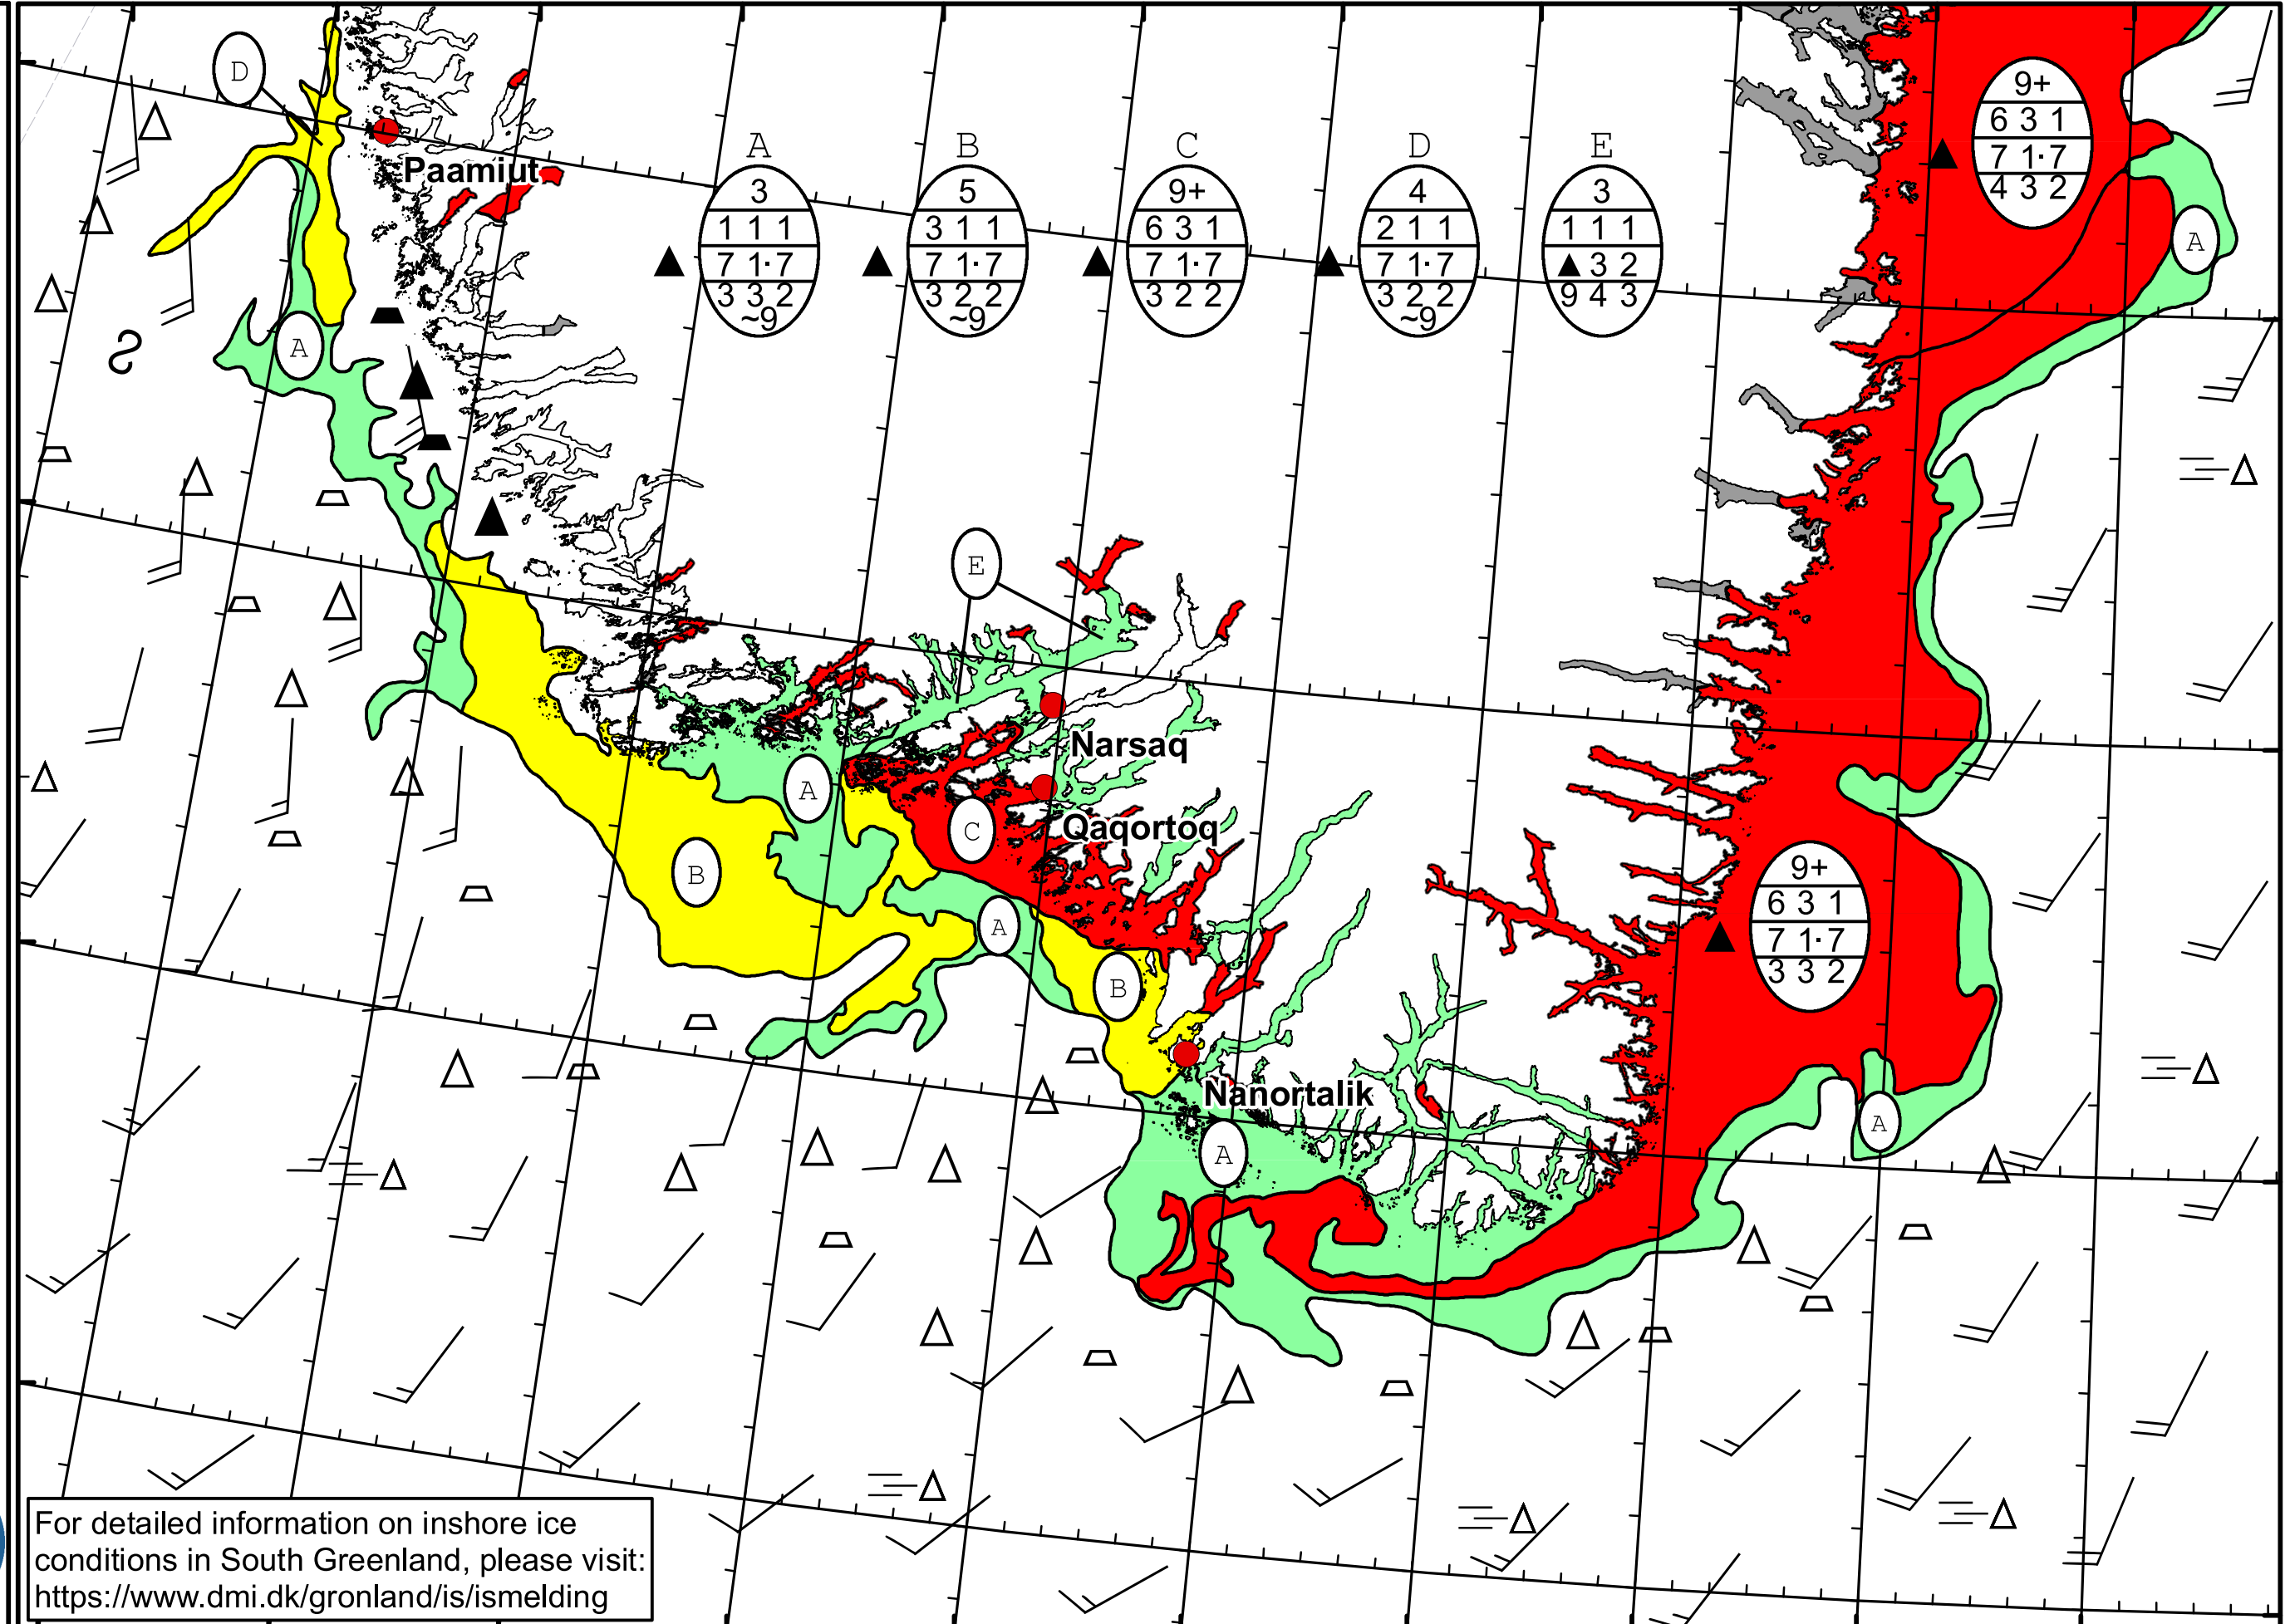 D
Paamiut
A
B
C
D
E
3
1 1 1
7 1· 7
3 3 2
~9
5
3 1 1
7 1· 7
3 2 2
~9
9+
6 3 1
7 1· 7
3 2 2
4
2 1 1
7 1· 7
3 2 2
~9
3
1 1 1
▲ 3 2
9 4 3
9+
6 3 1
7 1· 7
4 3 2
A
A
E
Narsaq
A
Qaqortoq
C
B
A
B
9+
6 3 1
7 1· 7
3 3 2
Nanortalik
A
A
For detailed information on inshore ice
conditions in South Greenland, please visit:
https://www.dmi.dk/gronland/is/ismelding